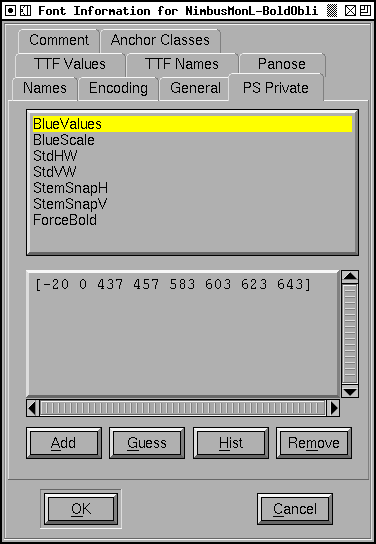 Font Information for NimbusMonL-BoldObli
Comment Anchor Classes
TTF Values TTF Names Panose
Names Encoding General PS Private
BlueValues
BlueScale
StdHW
StdVW
StemSnapH
StemSnapV
ForceBold
[-20 0 437 457 583 603 623 643]
Add Guess Hist Remove
OK Cancel